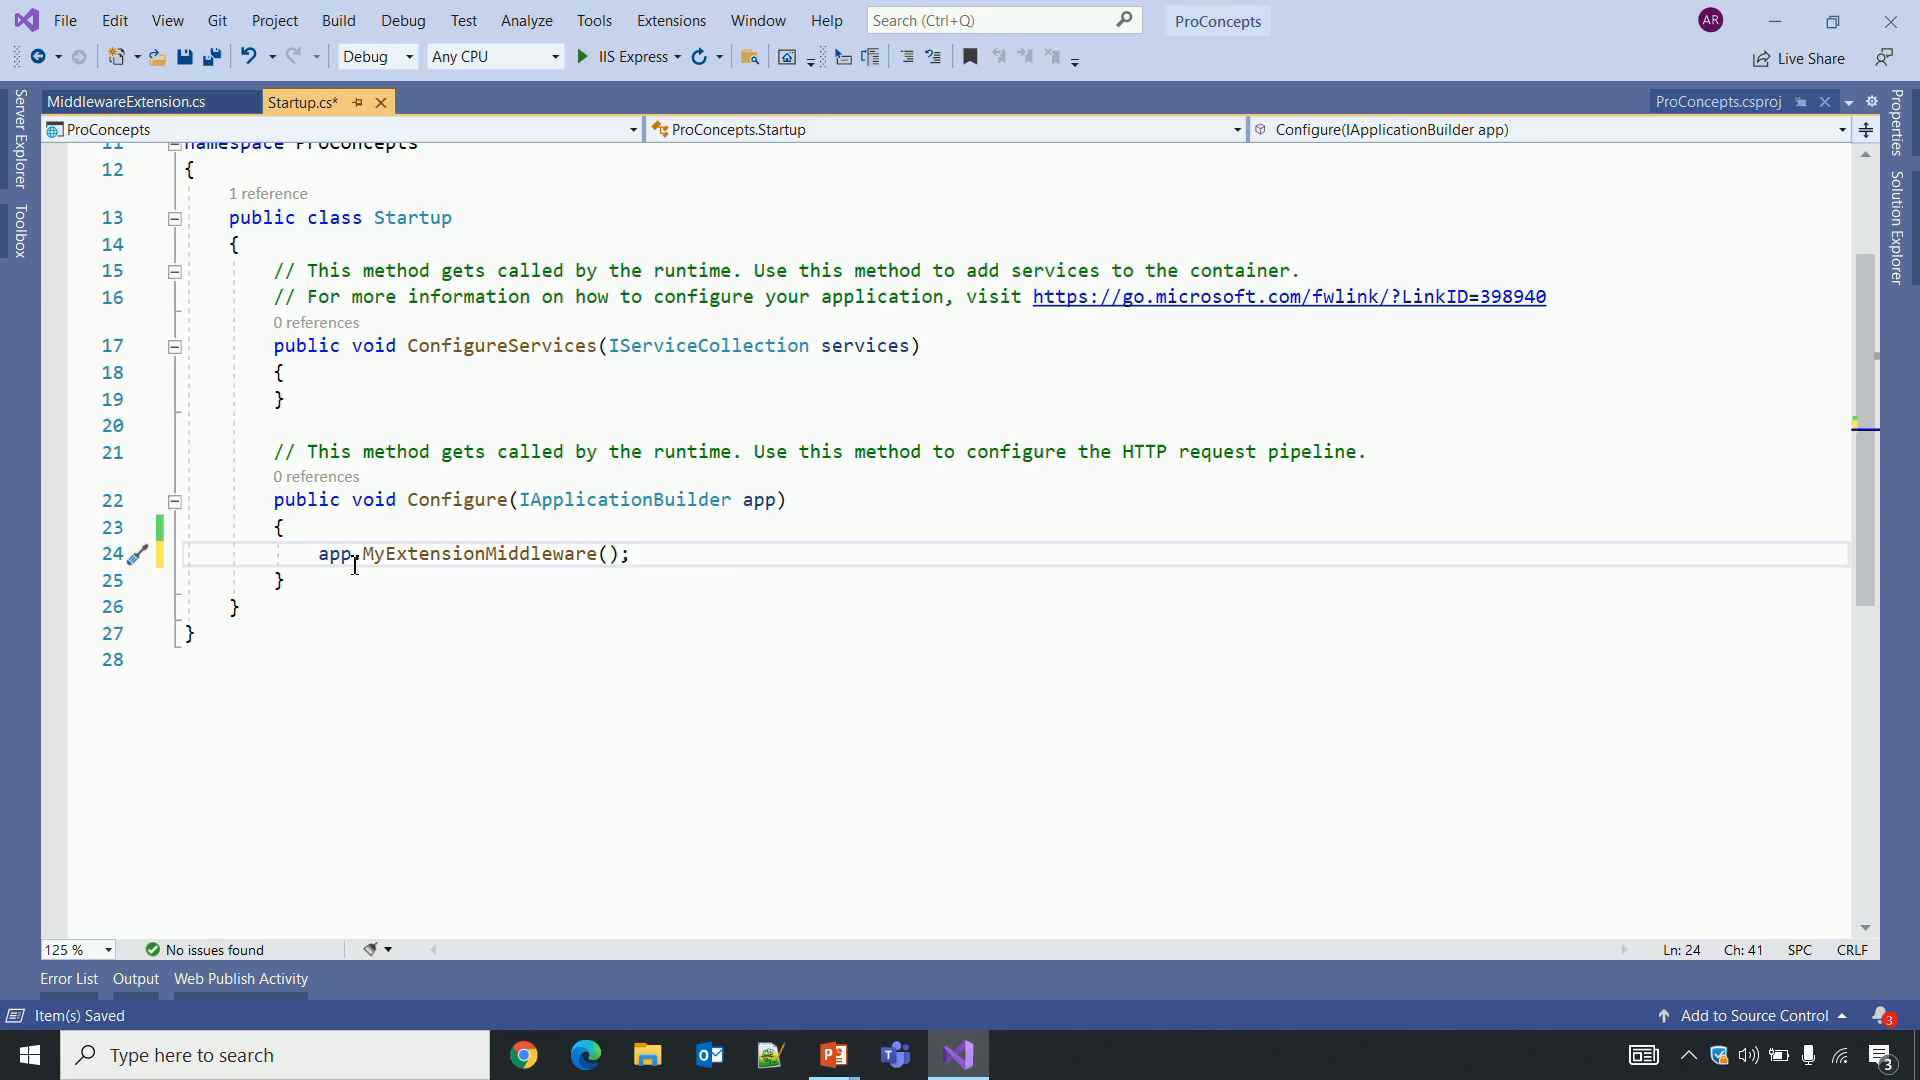 File Edit View Git Project Build Debug Test Analyze Tools Extensions Window Help Search (Ctrl+Q) ProConcepts AR
Debug Any CPU IIS Express Live Share
MiddlewareExtension.cs Startup.cs* ProConcepts.csproj
ProConcepts ProConcepts.Startup Configure(IApplicationBuilder app)
Server Explorer
Toolbox
Properties
Solution Explorer
11 namespace ProConcepts
12 {
1 reference
13 public class Startup
14 {
15 // This method gets called by the runtime. Use this method to add services to the container.
16 // For more information on how to configure your application, visit https://go.microsoft.com/fwlink/?LinkID=398940
0 references
17 public void ConfigureServices(IServiceCollection services)
18 {
19 }
20
21 // This method gets called by the runtime. Use this method to configure the HTTP request pipeline.
0 references
22 public void Configure(IApplicationBuilder app)
23 {
24 app.MyExtensionMiddleware();
25 }
26 }
27 }
28
125 % No issues found Ln: 24 Ch: 41 SPC CRLF
Error List Output Web Publish Activity
Item(s) Saved Add to Source Control 3
Type here to search 3